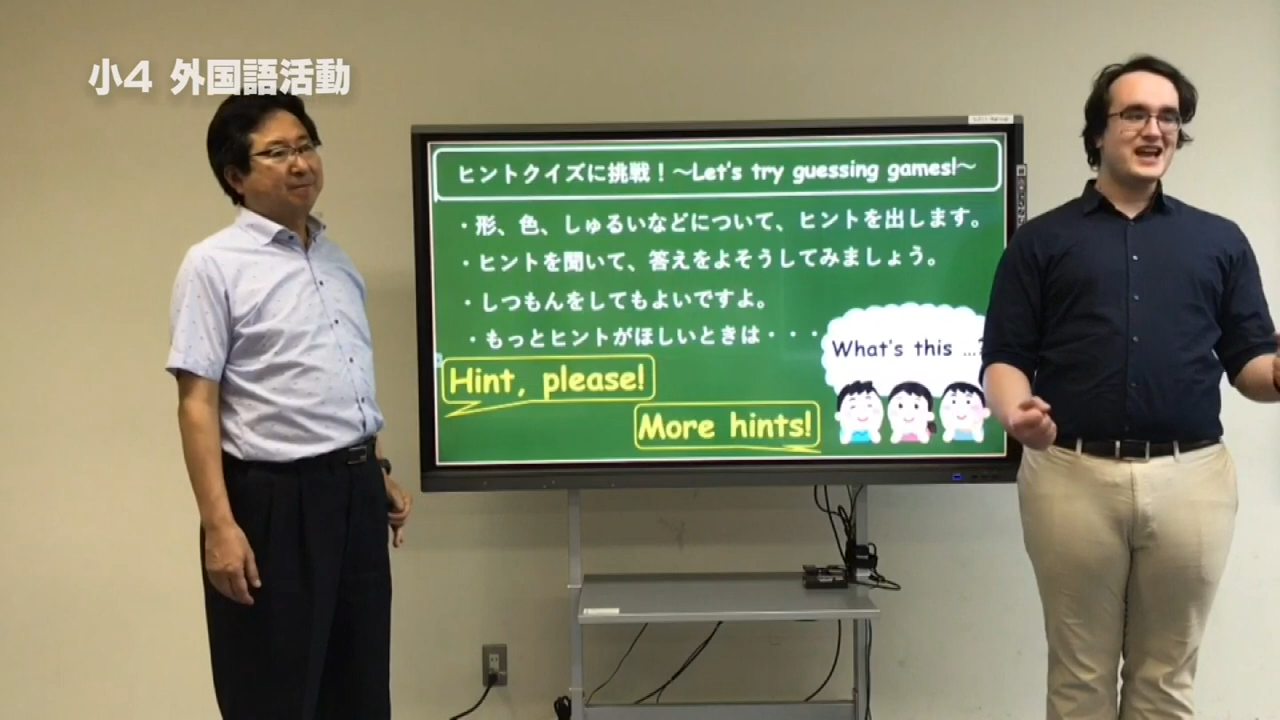 小4 外国語活動
ヒントクイズに挑戦！～Let's try guessing games!～
・形、色、しゅるいなどについて、ヒントを出します。
・ヒントを聞いて、答えをよそうしてみましょう。
・しつもんをしてもよいですよ。
・もっとヒントがほしいときは・・・
What's this …?
Hint, please!
More hints!